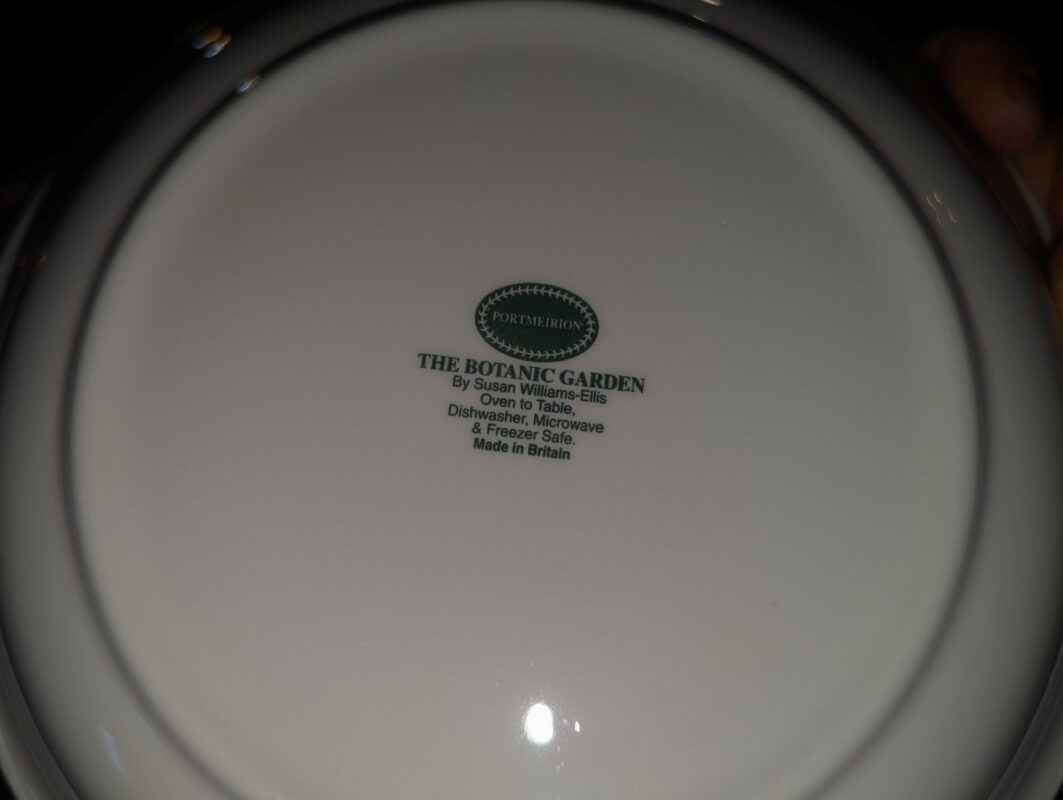 PORTMEIRION
THE BOTANIC GARDEN
By Susan Williams-Ellis
Oven to Table,
Dishwasher, Microwave
& Freezer Safe.
Made in Britain